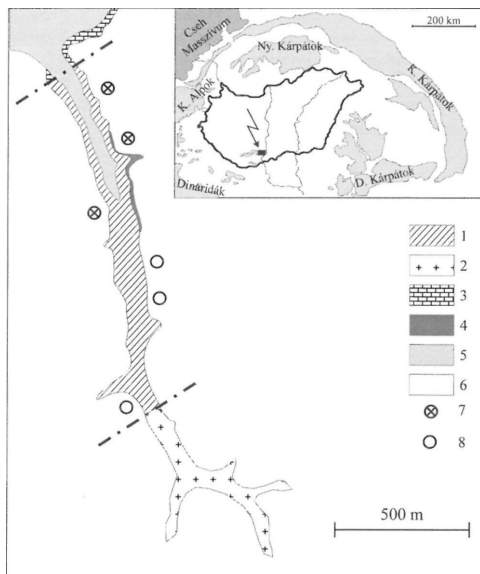 200 km
Cseh
Masszívum
Ny. Kárpátok
K. Kárpátok
K. Alpok
Dinaridák
D. Kárpátok
1
2
3
4
5
6
7
8
500 m